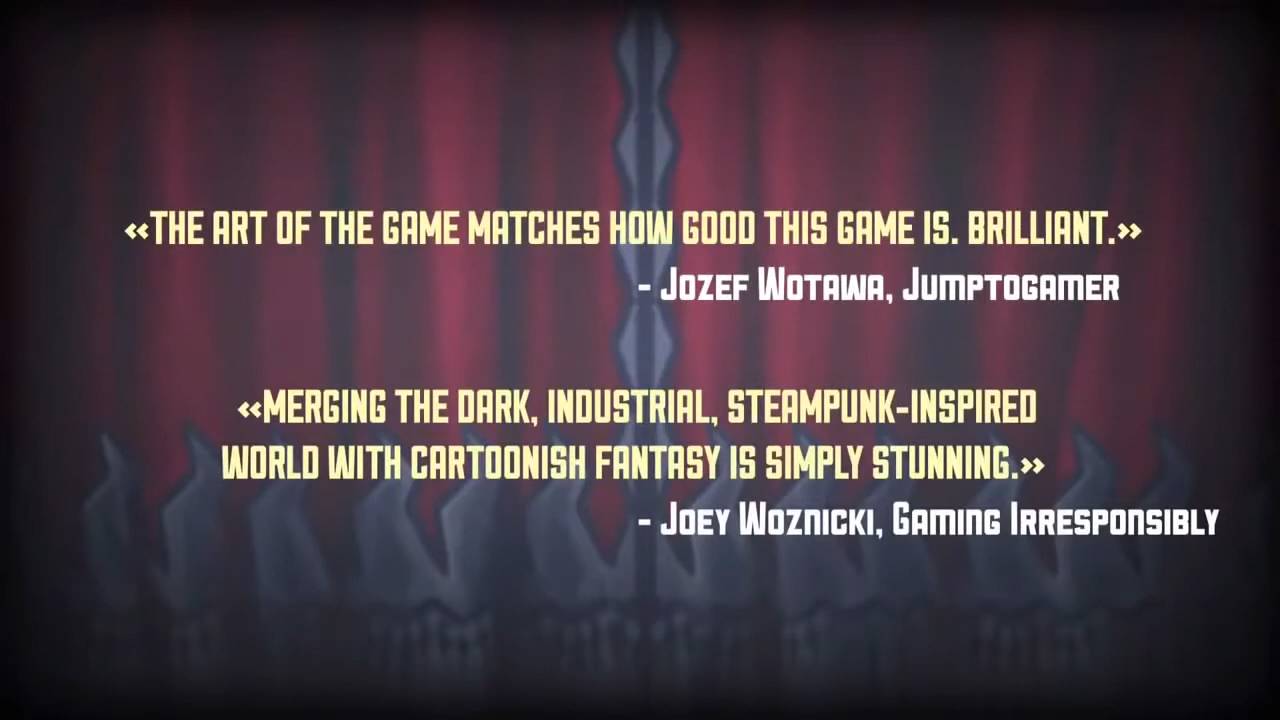 «THE ART OF THE GAME MATCHES HOW GOOD THIS GAME IS. BRILLIANT.»
- JOZEF WOTAWA, JUMPTOGAMER
«MERGING THE DARK, INDUSTRIAL, STEAMPUNK-INSPIRED
WORLD WITH CARTOONISH FANTASY IS SIMPLY STUNNING.»
- JOEY WOZNICKI, GAMING IRRESPONSIBLY